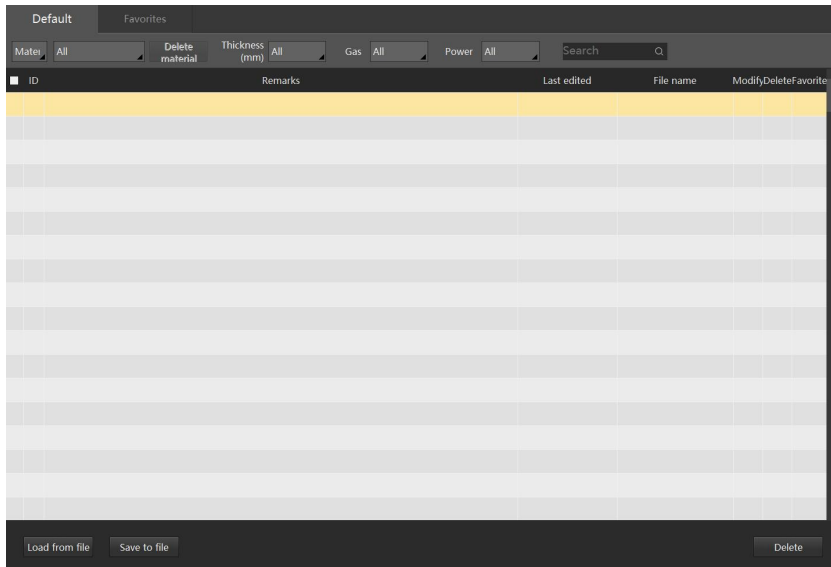 Default Favorites
Mater All Delete material Thickness (mm) All Gas All Power All Search
ID Remarks Last edited File name Modify Delete Favorite
Load from file Save to file Delete